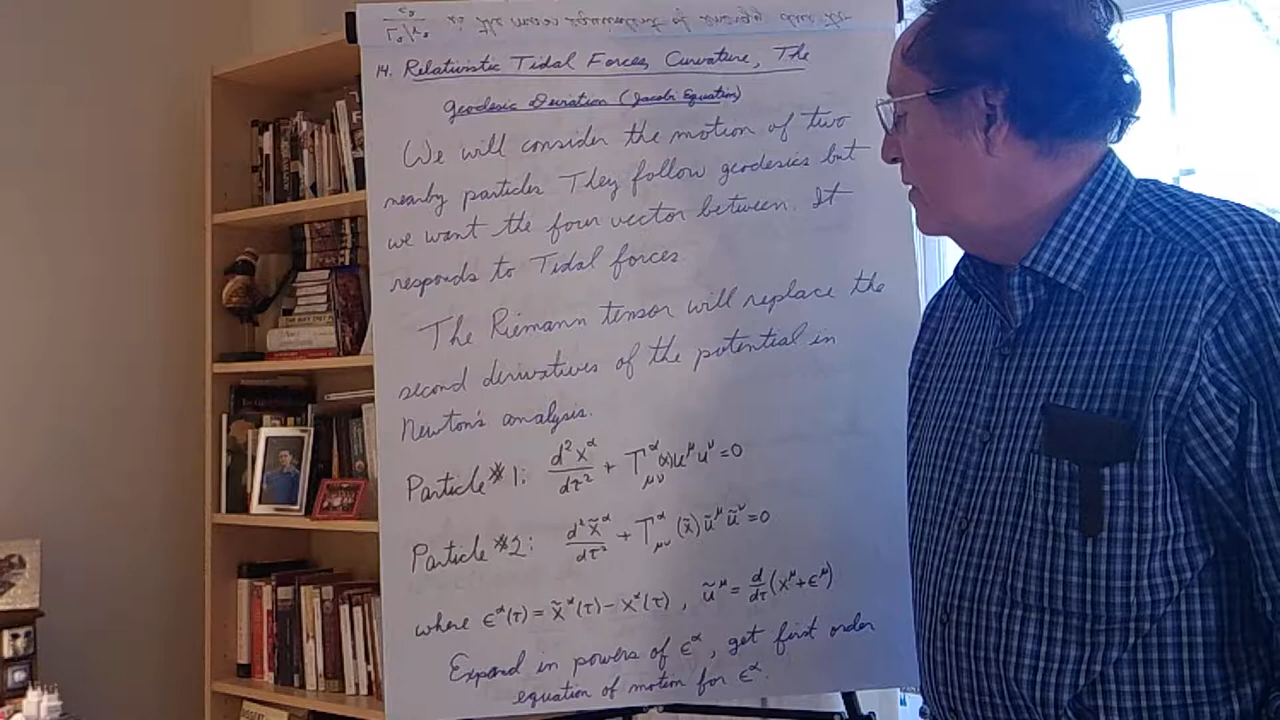 14. Relativistic Tidal Forces, Curvature, The
Geodesic Deviation (Jacobi Equation)
We will consider the motion of two
nearby particles They follow geodesics but
we want the four vector between. It
responds to Tidal forces.
The Riemann tensor will replace the
second derivatives of the potential in
Newton's analysis.
Particle #1: d²x^α/dτ² + Γ^α_μν(x)u^μ u^ν=0
Particle #2: d²x̃^α/dτ² + Γ^α_μν(x̃)ũ^μ ũ^ν=0
where ϵ^α(τ) = x̃^α(τ) - x^α(τ), ũ^μ = d/dτ(x^μ+ϵ^μ)
Expand in powers of ϵ^α, get first order
equation of motion for ϵ^α.